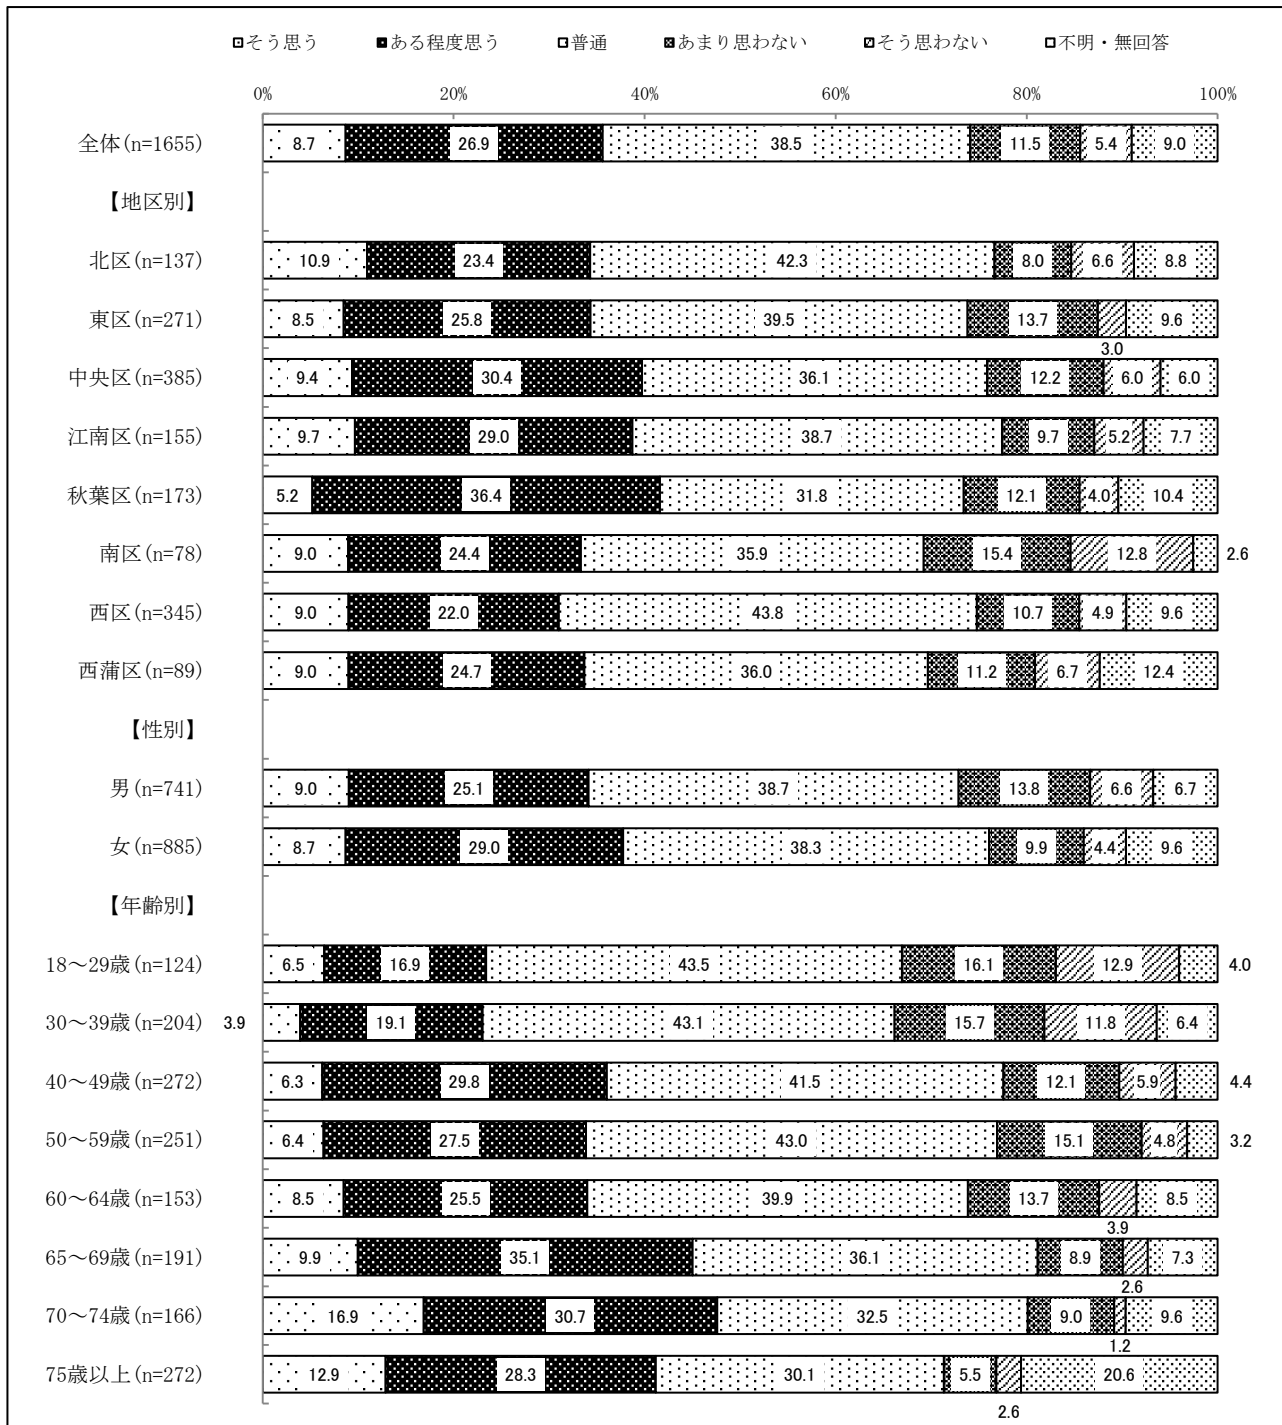 そう思う ある程度思う 普通 あまり思わない そう思わない 不明・無回答
0% 20% 40% 60% 80% 100%
全体(n=1655) 8.7 26.9 38.5 11.5 5.4 9.0
【地区別】
北区(n=137) 10.9 23.4 42.3 8.0 6.6 8.8
東区(n=271) 8.5 25.8 39.5 13.7 9.6
3.0
中央区(n=385) 9.4 30.4 36.1 12.2 6.0 6.0
江南区(n=155) 9.7 29.0 38.7 9.7 5.2 7.7
秋葉区(n=173) 5.2 36.4 31.8 12.1 4.0 10.4
南区(n=78) 9.0 24.4 35.9 15.4 12.8 2.6
西区(n=345) 9.0 22.0 43.8 10.7 4.9 9.6
西蒲区(n=89) 9.0 24.7 36.0 11.2 6.7 12.4
【性別】
男(n=741) 9.0 25.1 38.7 13.8 6.6 6.7
女(n=885) 8.7 29.0 38.3 9.9 4.4 9.6
【年齢別】
18～29歳(n=124) 6.5 16.9 43.5 16.1 12.9 4.0
30～39歳(n=204) 3.9 19.1 43.1 15.7 11.8 6.4
40～49歳(n=272) 6.3 29.8 41.5 12.1 5.9 4.4
50～59歳(n=251) 6.4 27.5 43.0 15.1 4.8 3.2
60～64歳(n=153) 8.5 25.5 39.9 13.7 8.5
3.9
65～69歳(n=191) 9.9 35.1 36.1 8.9 7.3
2.6
70～74歳(n=166) 16.9 30.7 32.5 9.0 9.6
1.2
75歳以上(n=272) 12.9 28.3 30.1 5.5 20.6
2.6